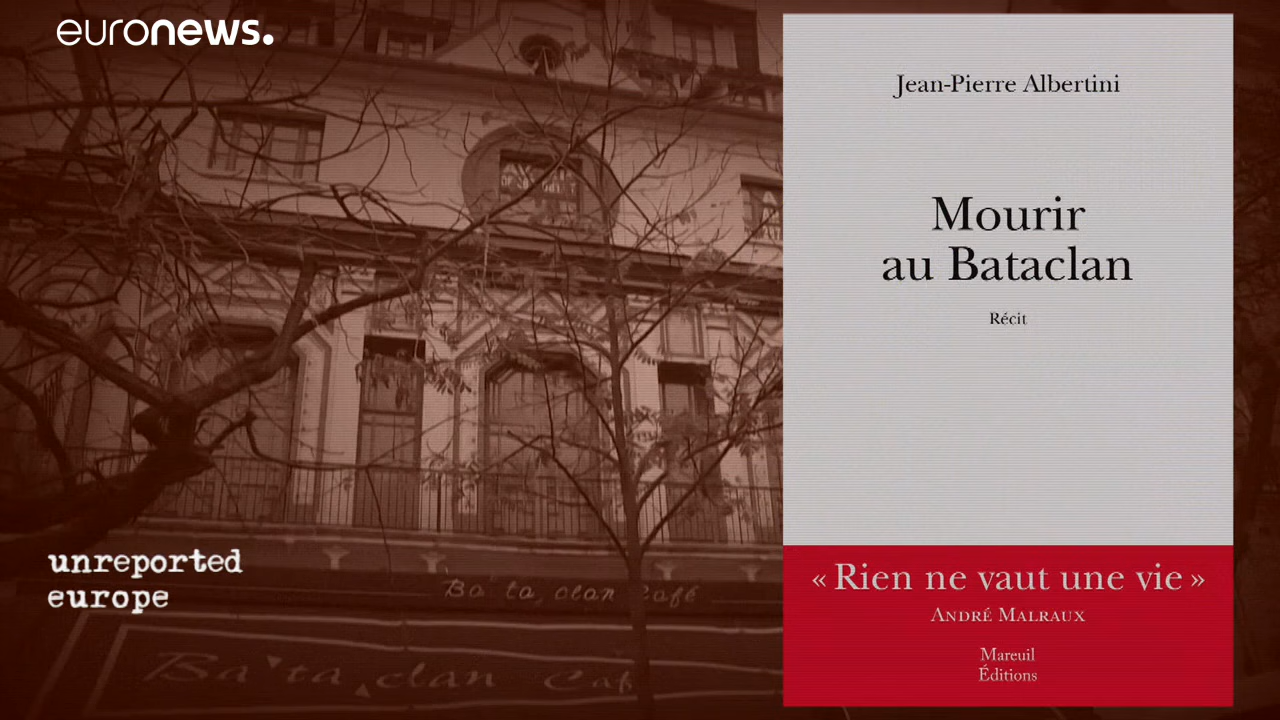 euronews.
Jean-Pierre Albertini
Mourir
au Bataclan
Récit
« Rien ne vaut une vie »
ANDRÉ MALRAUX
Mareuil
Éditions
unreported
europe
Ba'ta,clan Café
Ba'ta,clan Caf